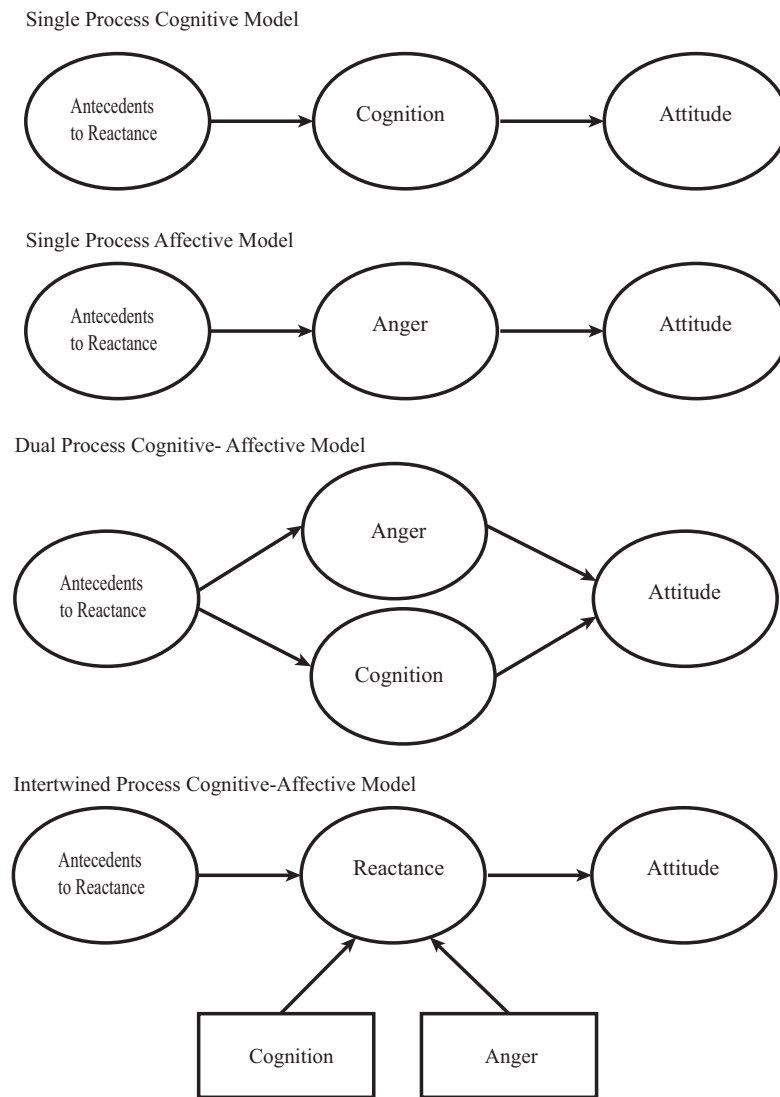 Single Process Cognitive Model
Antecedents
to Reactance
Cognition
Attitude
Single Process Affective Model
Antecedents
to Reactance
Anger
Attitude
Dual Process Cognitive- Affective Model
Anger
Antecedents
to Reactance
Attitude
Cognition
Intertwined Process Cognitive-Affective Model
Antecedents
to Reactance
Reactance
Attitude
Cognition
Anger